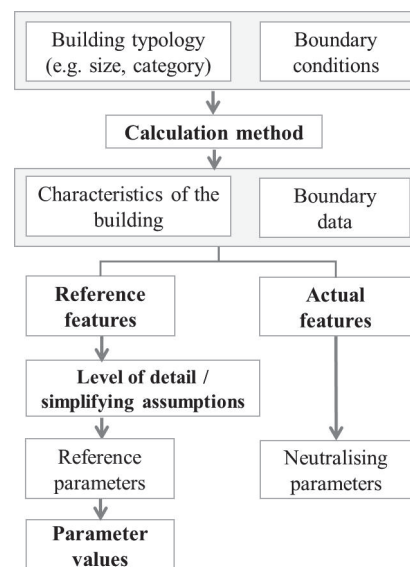 Building typology
(e.g. size, category)
Boundary
conditions
Calculation method
Characteristics of the
building
Boundary
data
Reference
features
Actual
features
Level of detail /
simplifying assumptions
Reference
parameters
Neutralising
parameters
Parameter
values